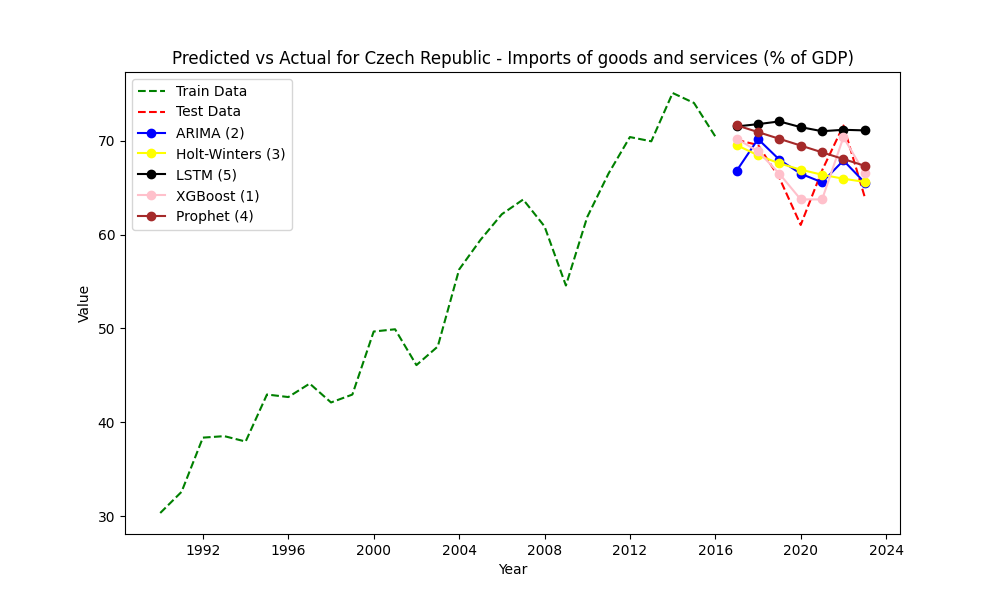 Predicted vs Actual for Czech Republic - Imports of goods and services (% of GDP)
Train Data
Test Data
ARIMA (2)
Holt-Winters (3)
LSTM (5)
XGBoost (1)
Prophet (4)
70
60
50
40
30
Value
1992 1996 2000 2004 2008 2012 2016 2020 2024
Year